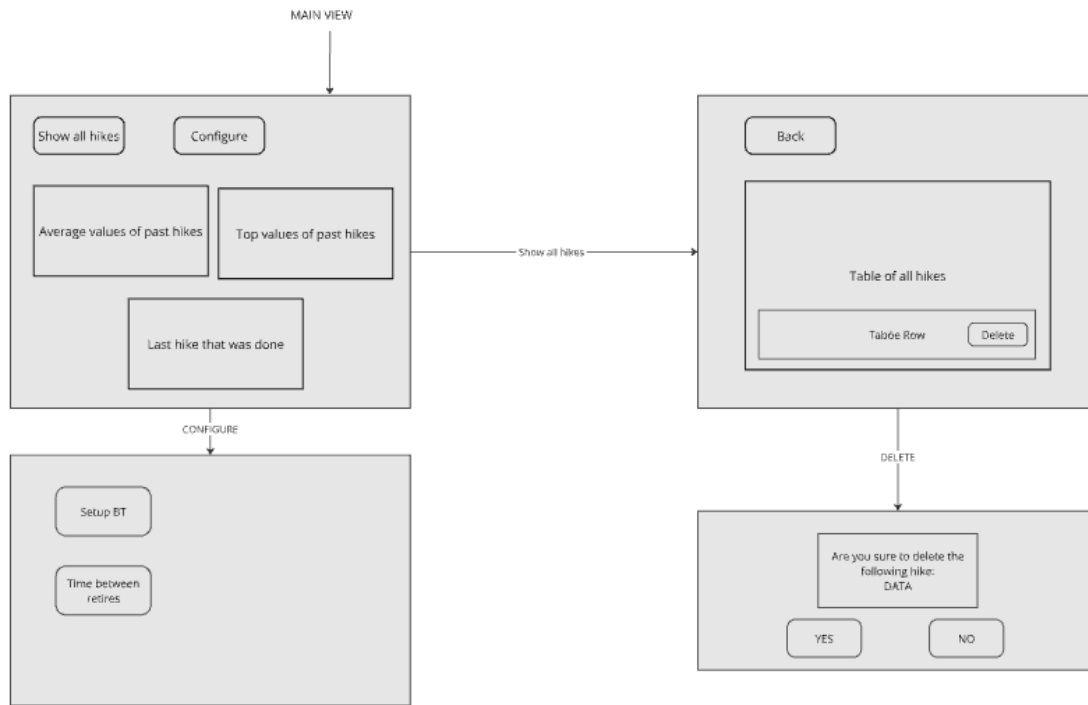 MAIN VIEW
Show all hikes
Configure
Back
Average values of past hikes
Top values of past hikes
Show all hikes
Table of all hikes
Tabóe Row
Delete
Last hike that was done
CONFIGURE
DELETE
Setup BT
Time between
retires
Are you sure to delete the
following hike:
DATA
YES
NO